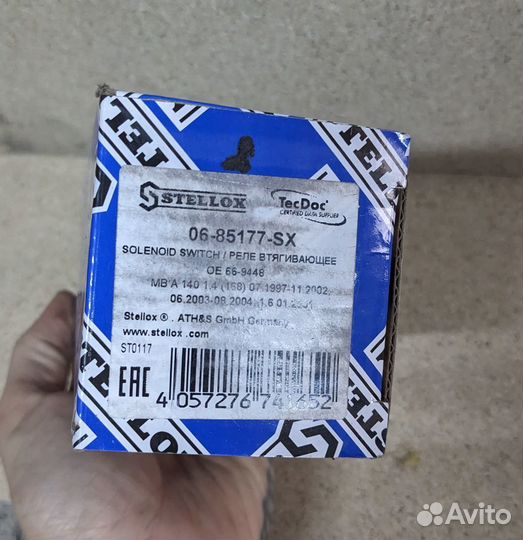 STELLOX
TecDoc
CERTIFIED DATA SUPPLIER
06-85177-SX
SOLENOID SWITCH / РЕЛЕ ВТЯГИВАЮЩЕЕ
OE 66-9446
MB A 140 1.4 (168) 07.1997-11.2002,
06.2003-08.2004, 1.6 01.2001
Stellox ®, ATH&S GmbH Germany
www.stellox.com
ST0117
EAC
4 057276 741652
Avito